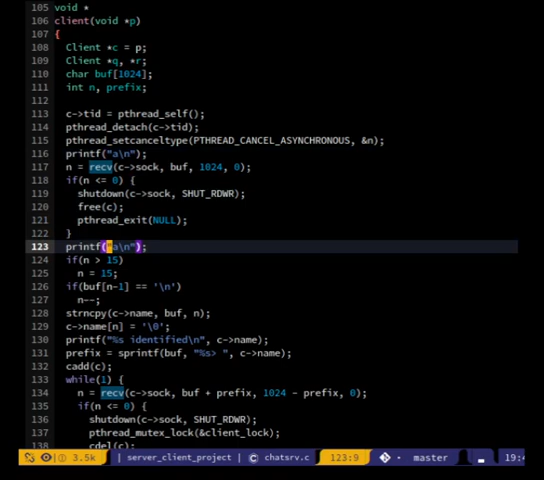 105 void *
106 client(void *p)
107 {
108 Client *c = p;
109 Client *q, *r;
110 char buf[1024];
111 int n, prefix;
112
113 c->tid = pthread_self();
114 pthread_detach(c->tid);
115 pthread_setcanceltype(PTHREAD_CANCEL_ASYNCHRONOUS, &n);
116 printf("a\n");
117 n = recv(c->sock, buf, 1024, 0);
118 if(n <= 0) {
119 shutdown(c->sock, SHUT_RDWR);
120 free(c);
121 pthread_exit(NULL);
122 }
123 printf("a\n");
124 if(n > 15)
125 n = 15;
126 if(buf[n-1] == '\n')
127 n--;
128 strncpy(c->name, buf, n);
129 c->name[n] = '\0';
130 printf("%s identified\n", c->name);
131 prefix = sprintf(buf, "%s> ", c->name);
132 cadd(c);
133 while(1) {
134 n = recv(c->sock, buf + prefix, 1024 - prefix, 0);
135 if(n <= 0) {
136 shutdown(c->sock, SHUT_RDWR);
137 pthread_mutex_lock(&client_lock);
138 cdel(c);
3.5k | server_client_project | chatsrv.c 123:9 master 19:4